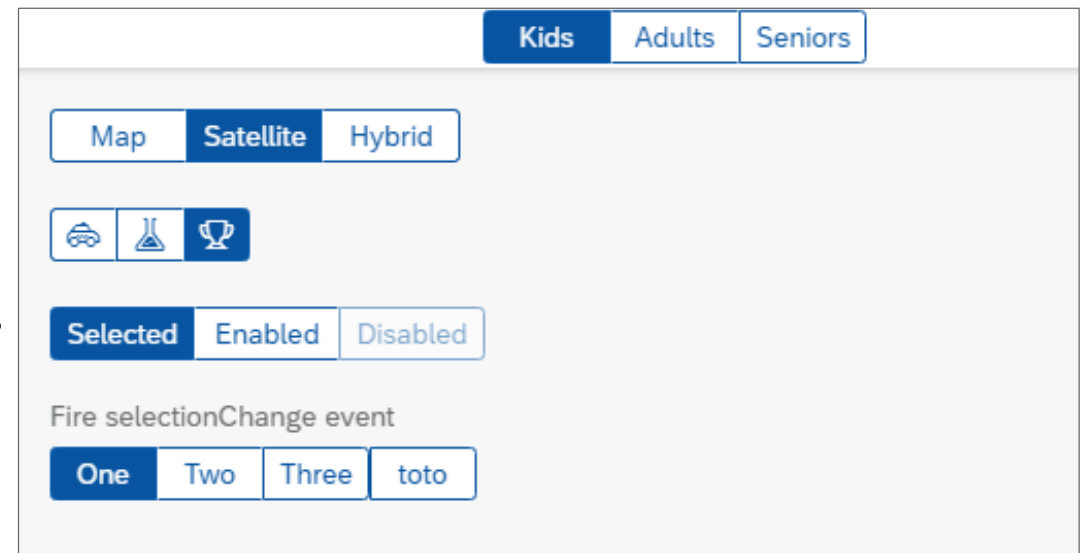 Kids Adults Seniors
Map Satellite Hybrid
Selected Enabled Disabled
Fire selectionChange event
One Two Three toto